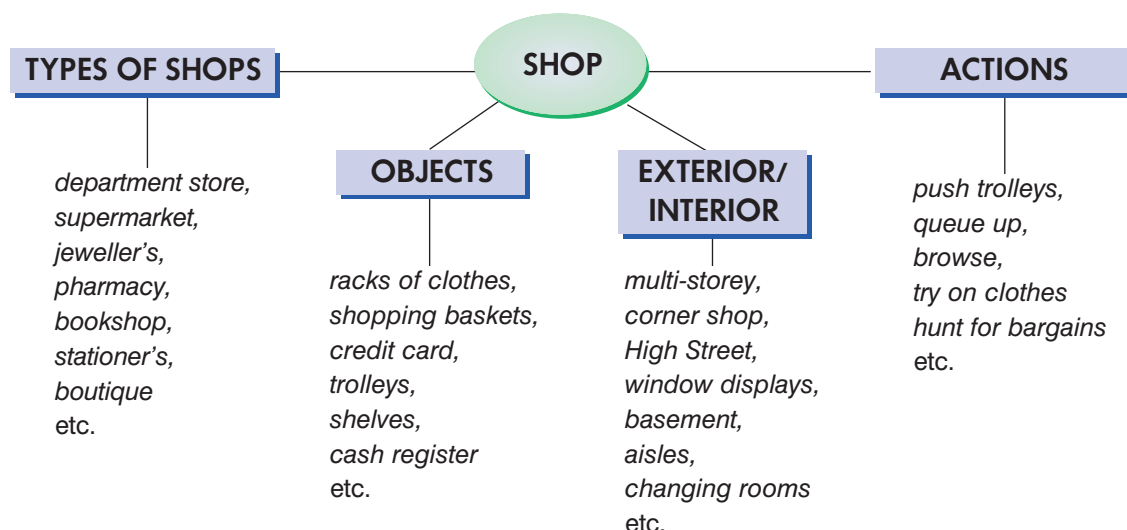 SHOP
TYPES OF SHOPS
department store,
supermarket,
jeweller's,
pharmacy,
bookshop,
stationer's,
boutique
etc.
OBJECTS
racks of clothes,
shopping baskets,
credit card,
trolleys,
shelves,
cash register
etc.
EXTERIOR/
INTERIOR
multi-storey,
corner shop,
High Street,
window displays,
basement,
aisles,
changing rooms
etc.
ACTIONS
push trolleys,
queue up,
browse,
try on clothes
hunt for bargains
etc.